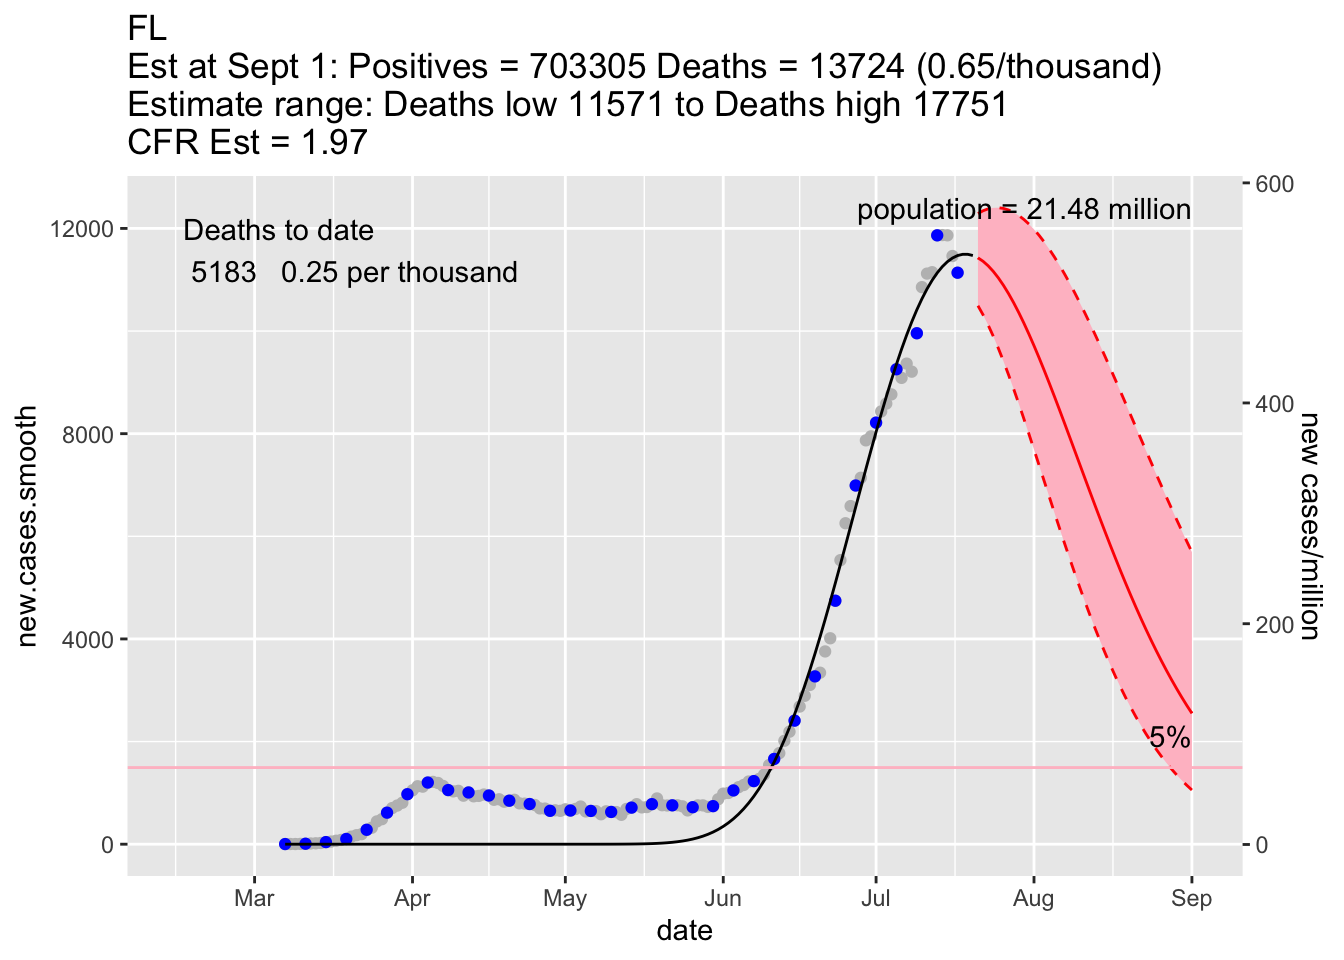 FL
Est at Sept 1: Positives = 703305 Deaths = 13724 (0.65/thousand)
Estimate range: Deaths low 11571 to Deaths high 17751
CFR Est = 1.97
Deaths to date
5183 0.25 per thousand
population = 21.48 million
5%
new.cases.smooth
12000
8000
4000
0
600
400
200
0
new cases/million
Mar Apr May Jun Jul Aug Sep
date